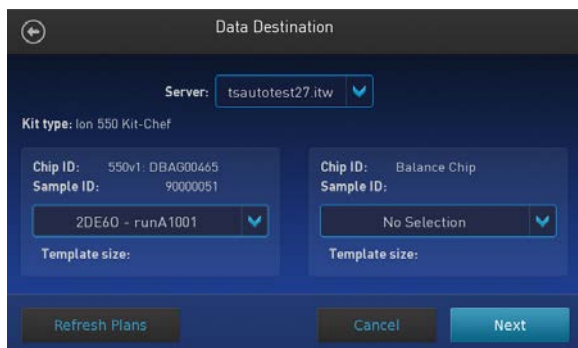 Data Destination
Server: tsautotest27.itw
Kit type: Ion 550 Kit-Chef
Chip ID: 550v1: DBAG00465
Sample ID: 90000051
2DE6O - runA1001
Template size:
Chip ID: Balance Chip
Sample ID:
No Selection
Template size:
Refresh Plans
Cancel
Next